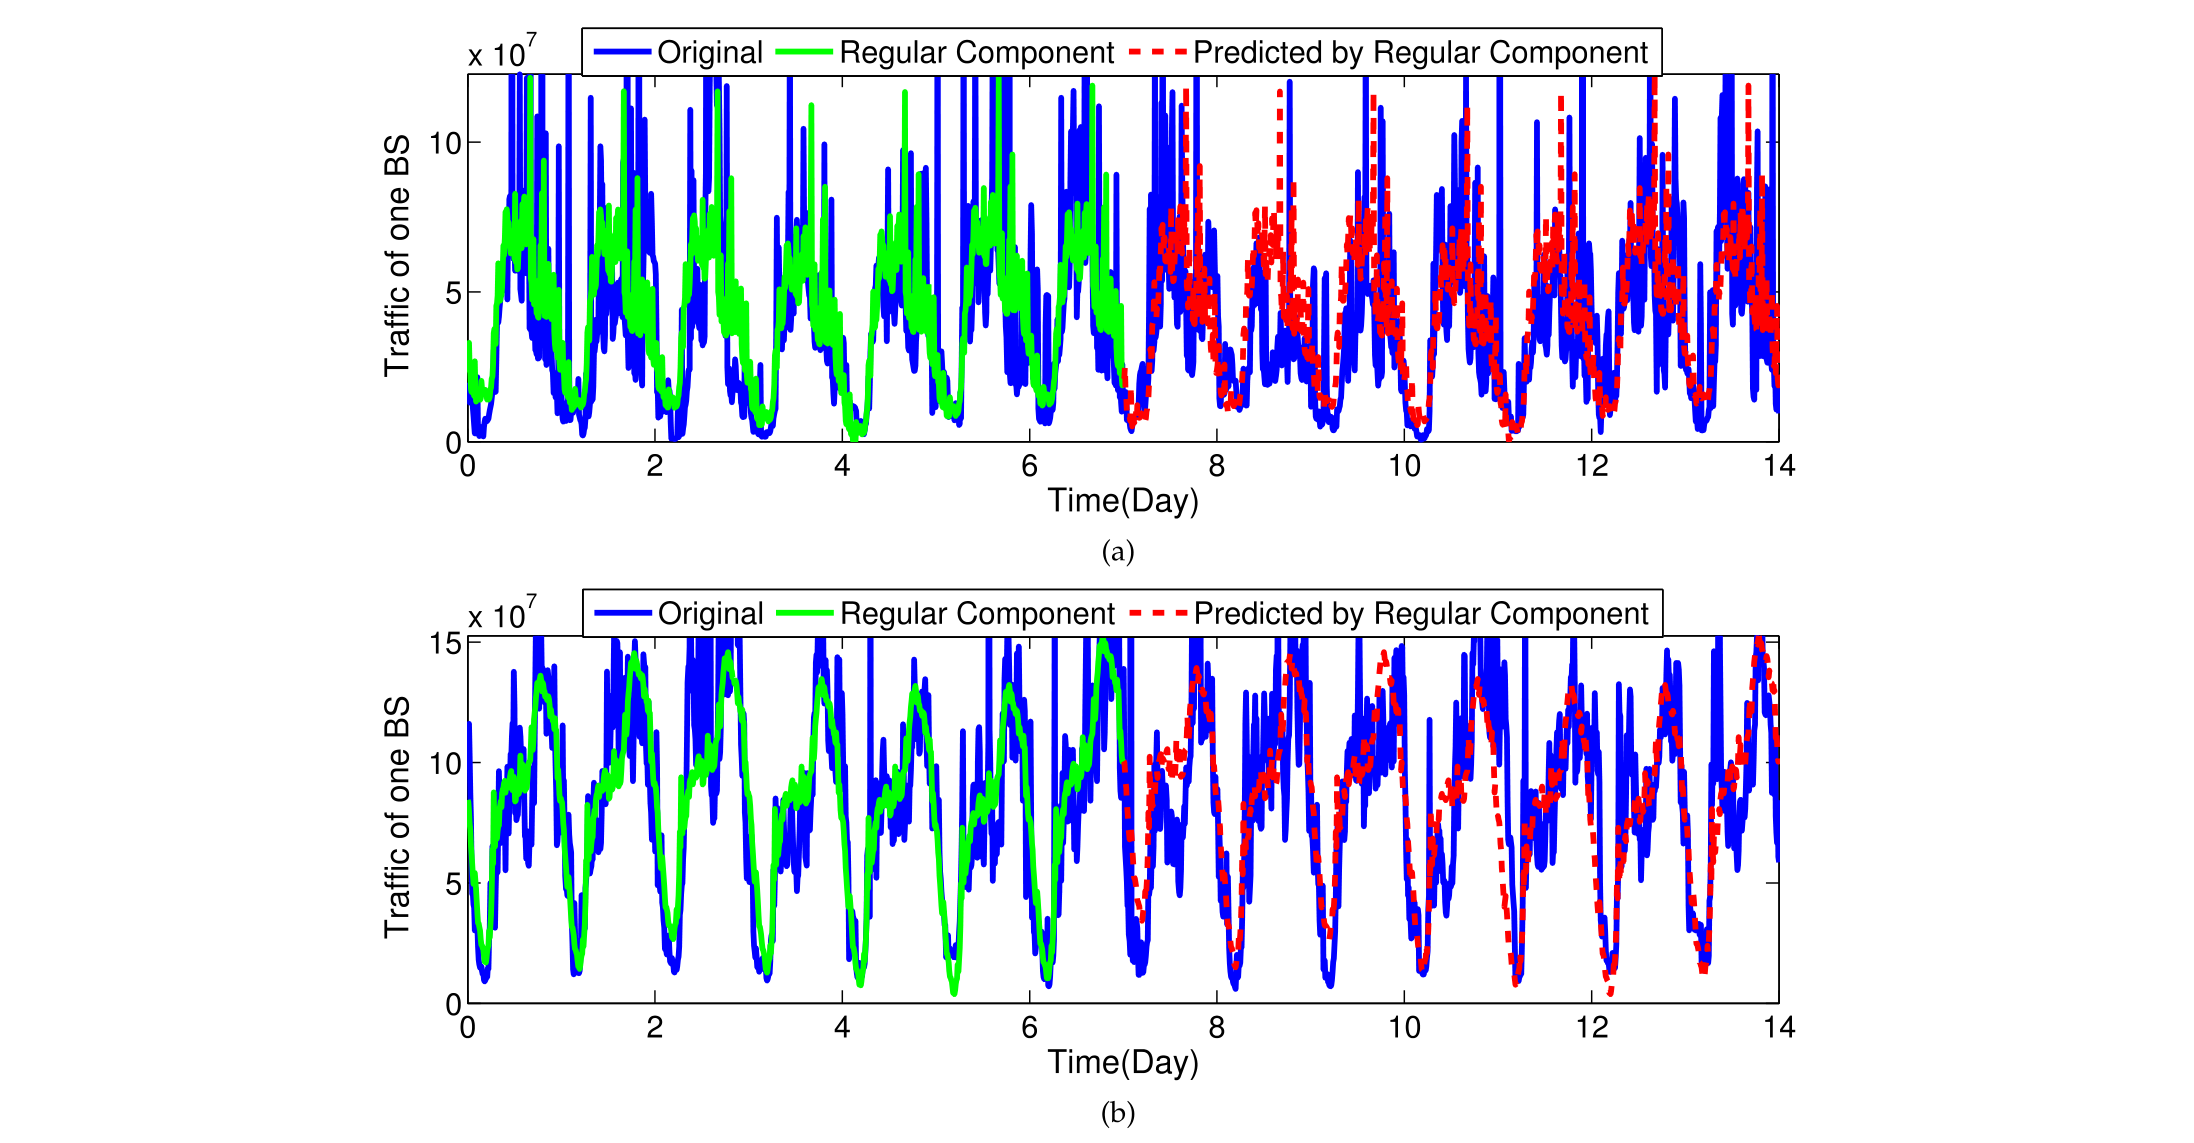 Original Regular Component Predicted by Regular Component
x 10^7
10
5
0
Traffic of one BS
0 2 4 6 8 10 12 14
Time(Day)
(a)
Original Regular Component Predicted by Regular Component
x 10^7
15
10
5
0
Traffic of one BS
0 2 4 6 8 10 12 14
Time(Day)
(b)